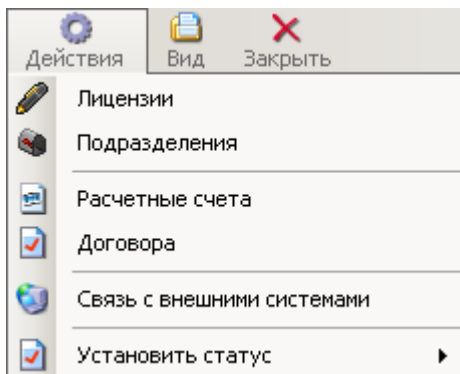 Действия Вид Закрыть
Лицензии
Подразделения
Расчетные счета
Договора
Связь с внешними системами
Установить статус